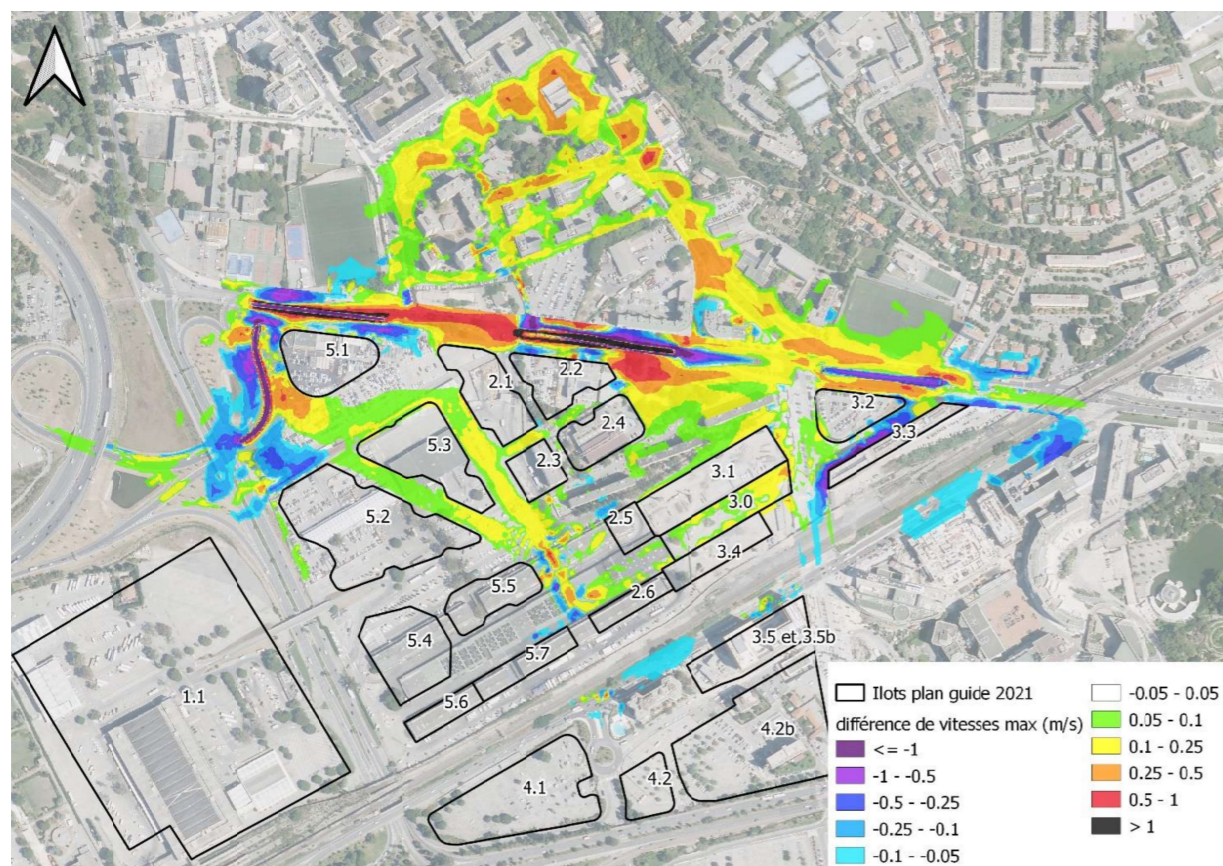 5.1
2.1
2.2
3.2
3.3
2.4
5.3
2.3
3.1
3.0
5.2
2.5
3.4
5.5
2.6
5.4
3.5 et 3.5b
5.7
1.1
5.6
4.2b
4.1
4.2
Ilots plan guide 2021
différence de vitesses max (m/s)
<= -1
-1 - -0.5
-0.5 - -0.25
-0.25 - -0.1
-0.1 - -0.05
-0.05 - 0.05
0.05 - 0.1
0.1 - 0.25
0.25 - 0.5
0.5 - 1
> 1